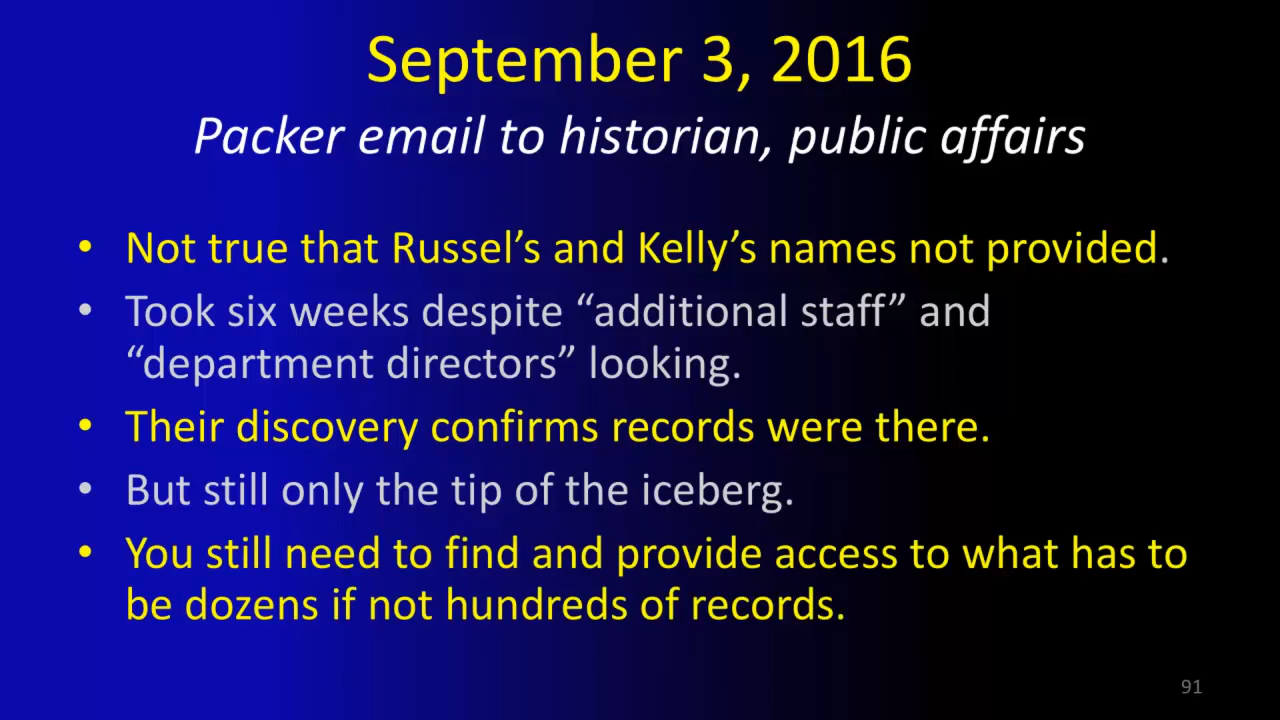 September 3, 2016
Packer email to historian, public affairs
• Not true that Russel’s and Kelly’s names not provided.
• Took six weeks despite “additional staff” and
“department directors” looking.
• Their discovery confirms records were there.
• But still only the tip of the iceberg.
• You still need to find and provide access to what has to
be dozens if not hundreds of records.
91